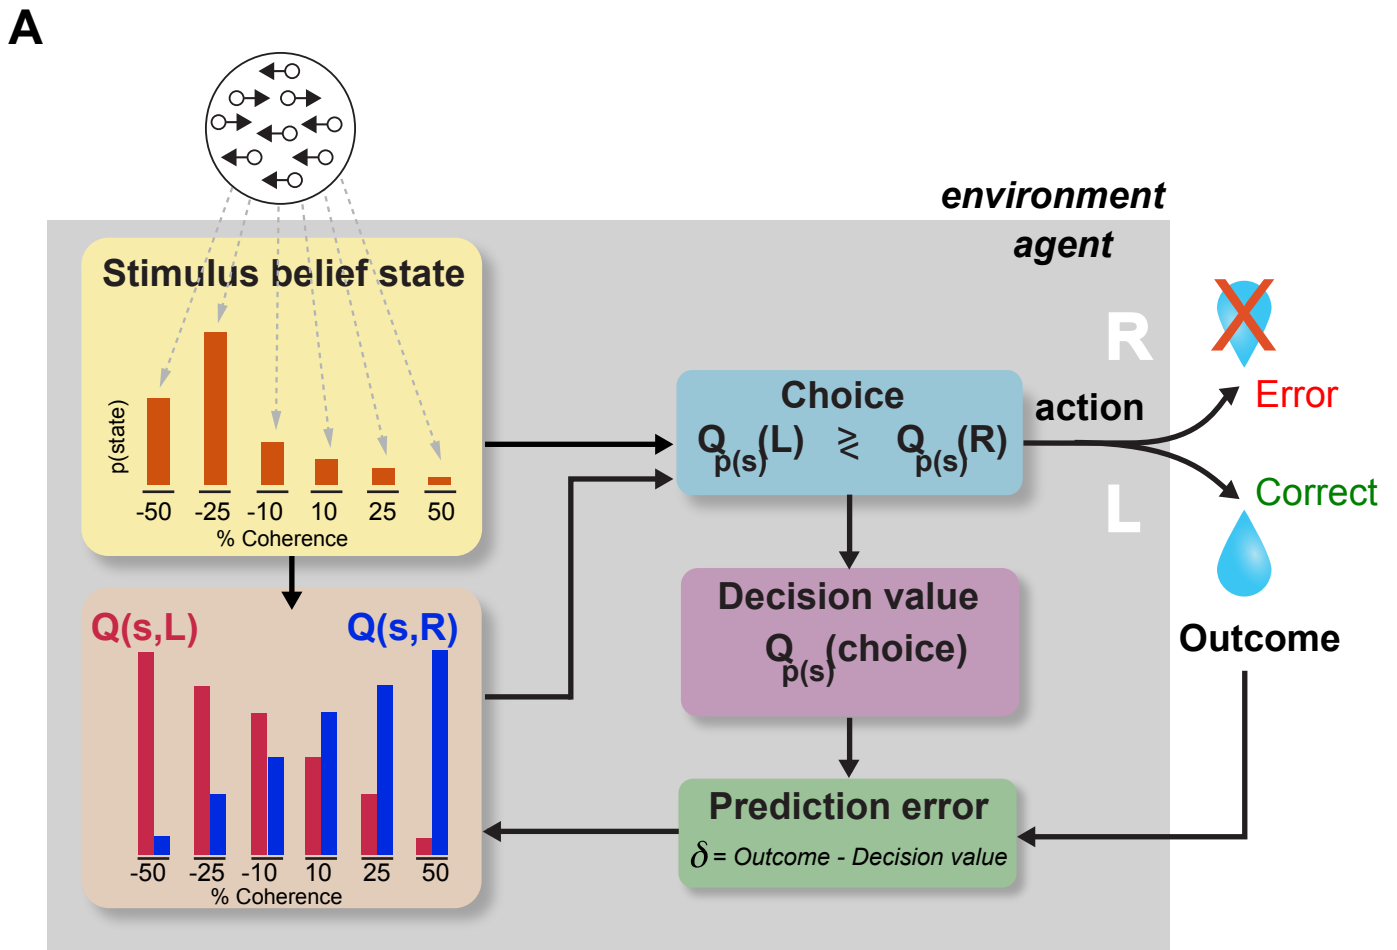 A
environment
agent
Stimulus belief state
p(state)
-50 -25 -10 10 25 50
% Coherence
R
Error
Choice
Qp(s)(L) ≷ Qp(s)(R)
action
L
Correct
Decision value
Qp(s)(choice)
Outcome
Q(s,L) Q(s,R)
-50 -25 -10 10 25 50
% Coherence
Prediction error
δ = Outcome - Decision value